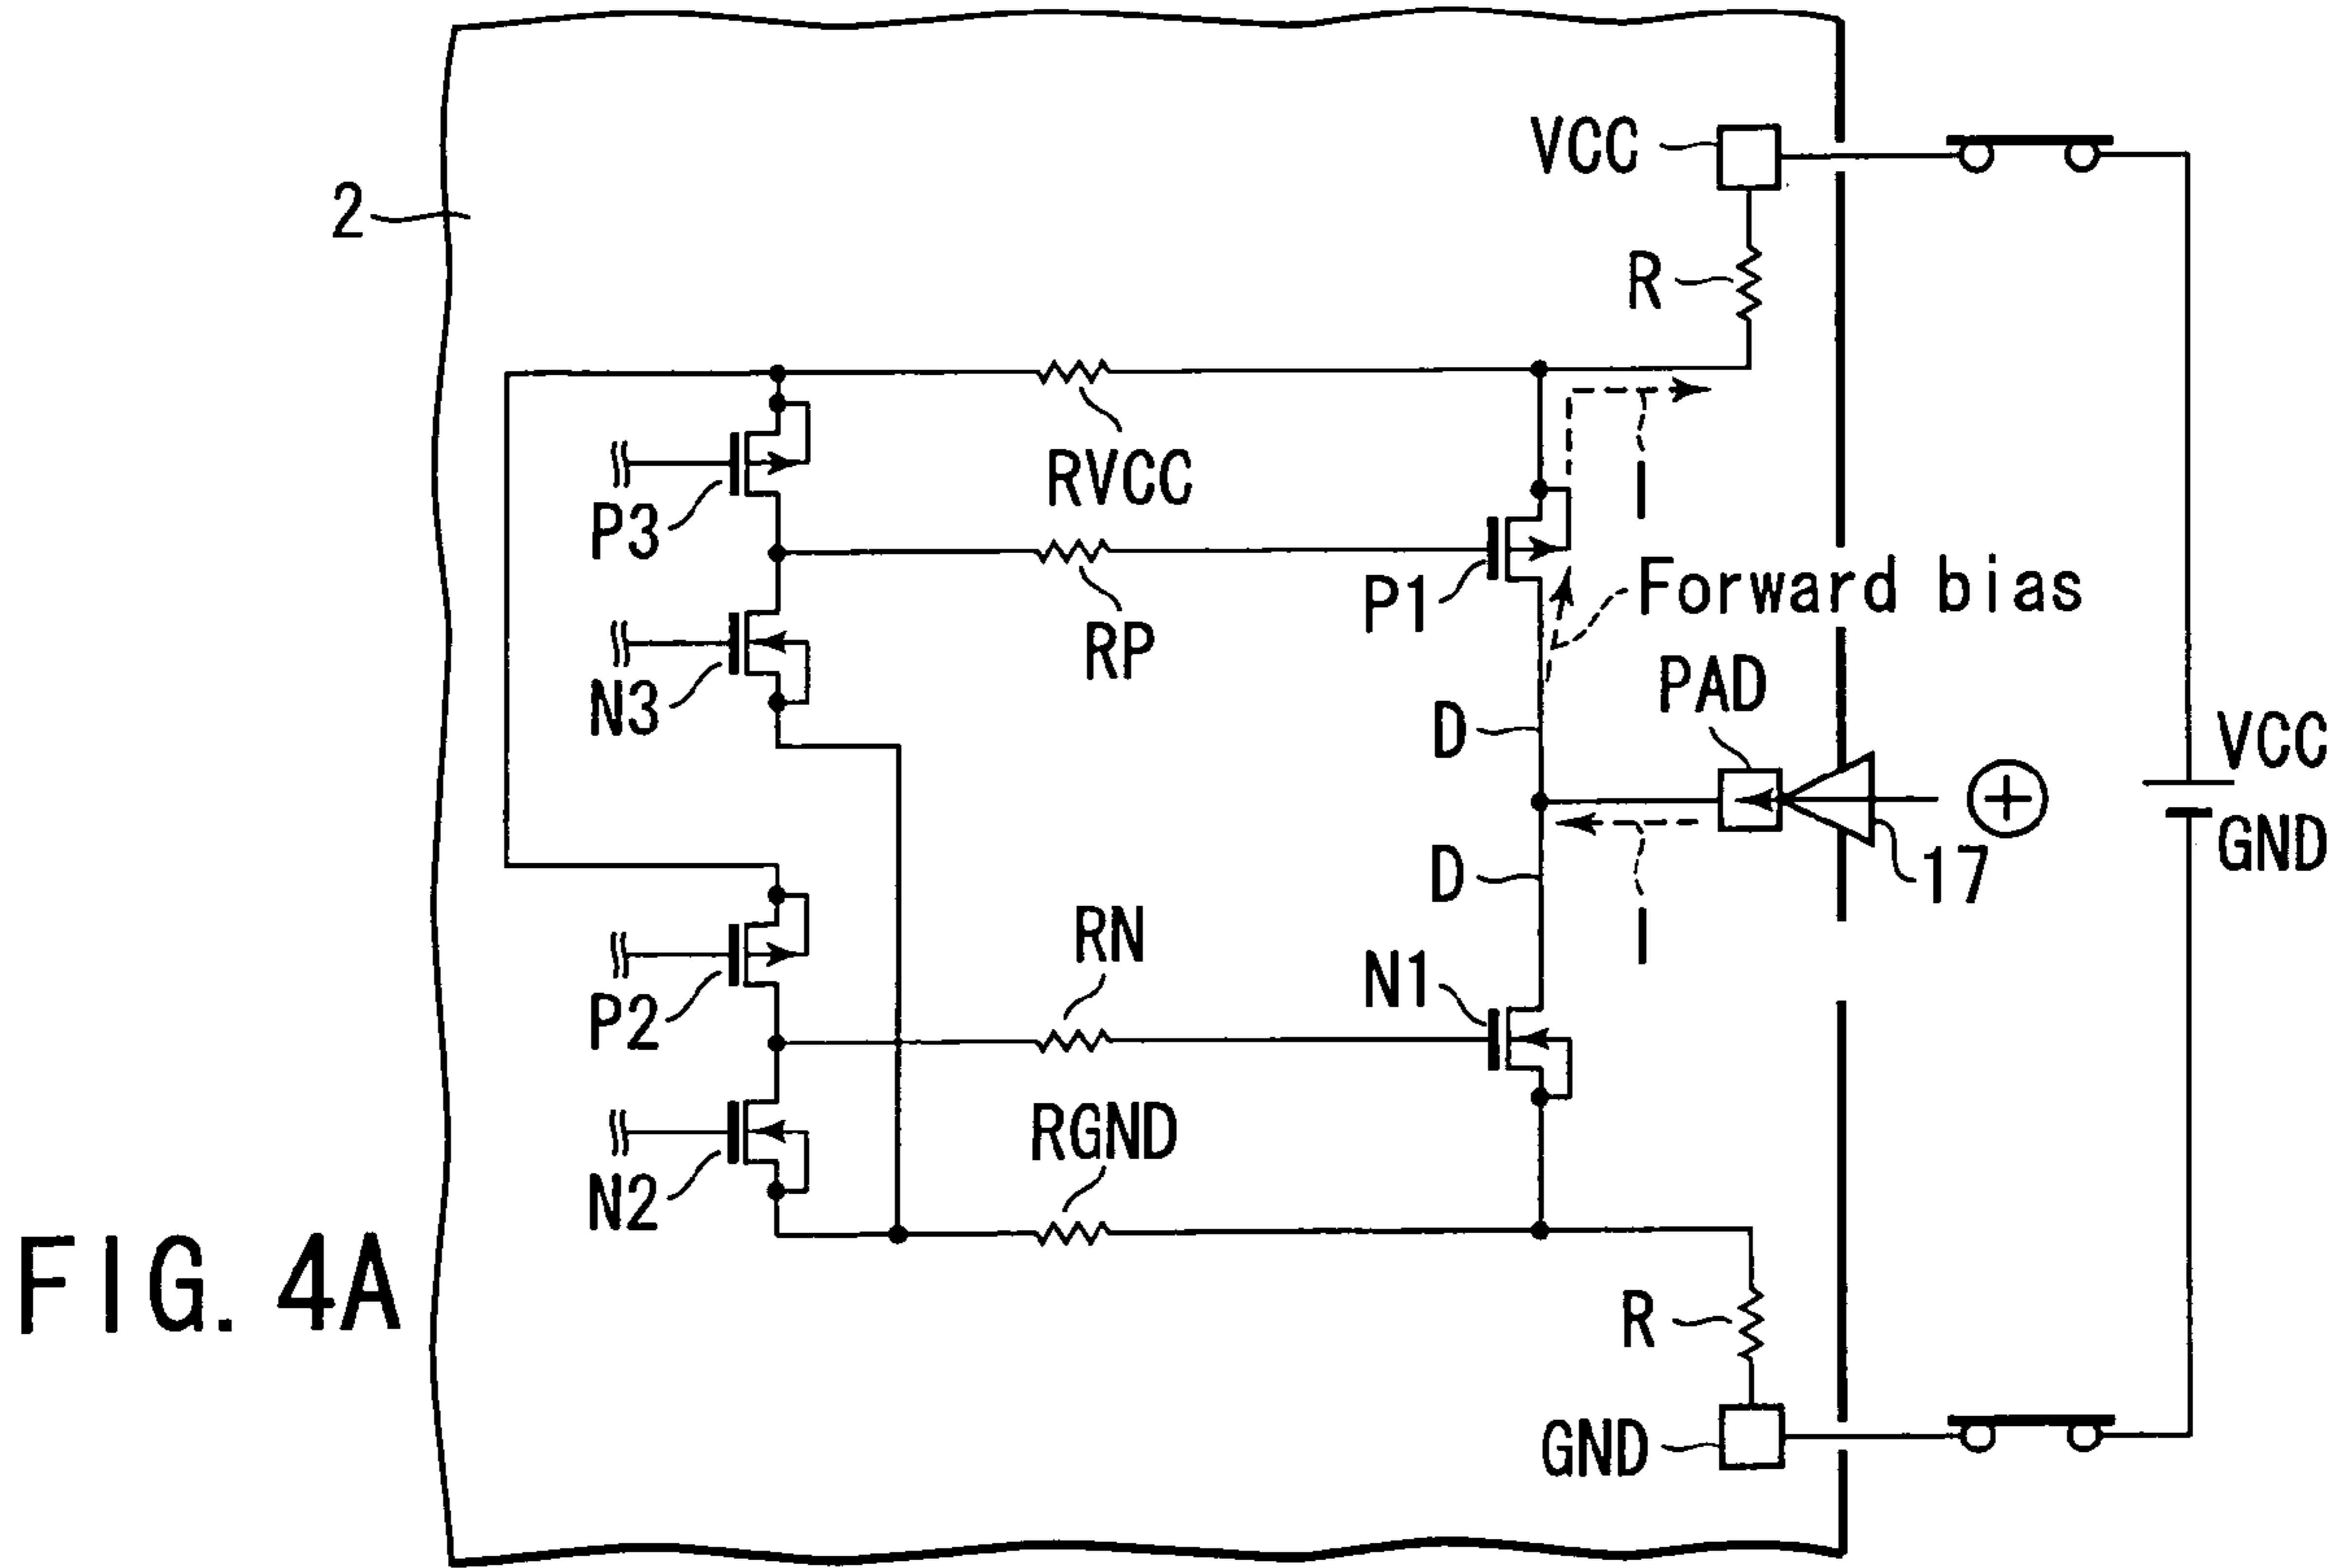 VCC
2
R
RVCC
I
P3
P1
Forward bias
RP
PAD
N3
D
VCC
GND
D
17
RN
I
N1
P2
RGND
N2
FIG. 4A
R
GND